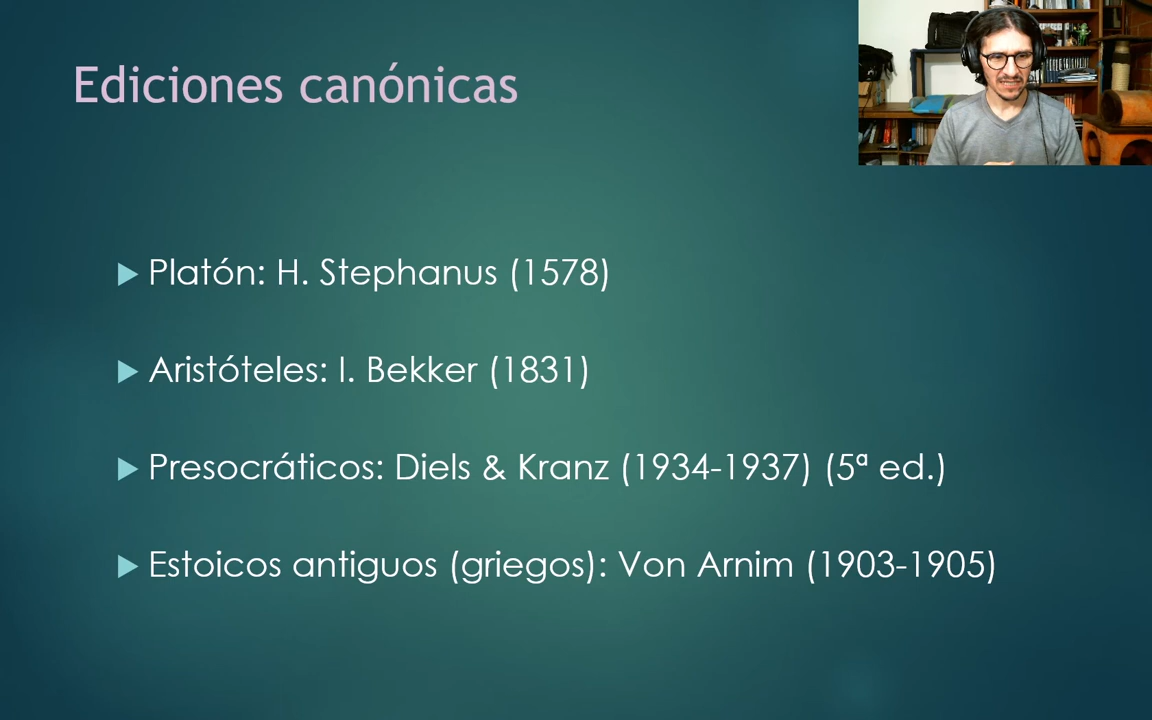 Ediciones canónicas
Platón: H. Stephanus (1578)
Aristóteles: I. Bekker (1831)
Presocráticos: Diels & Kranz (1934-1937) (5ª ed.)
Estoicos antiguos (griegos): Von Arnim (1903-1905)